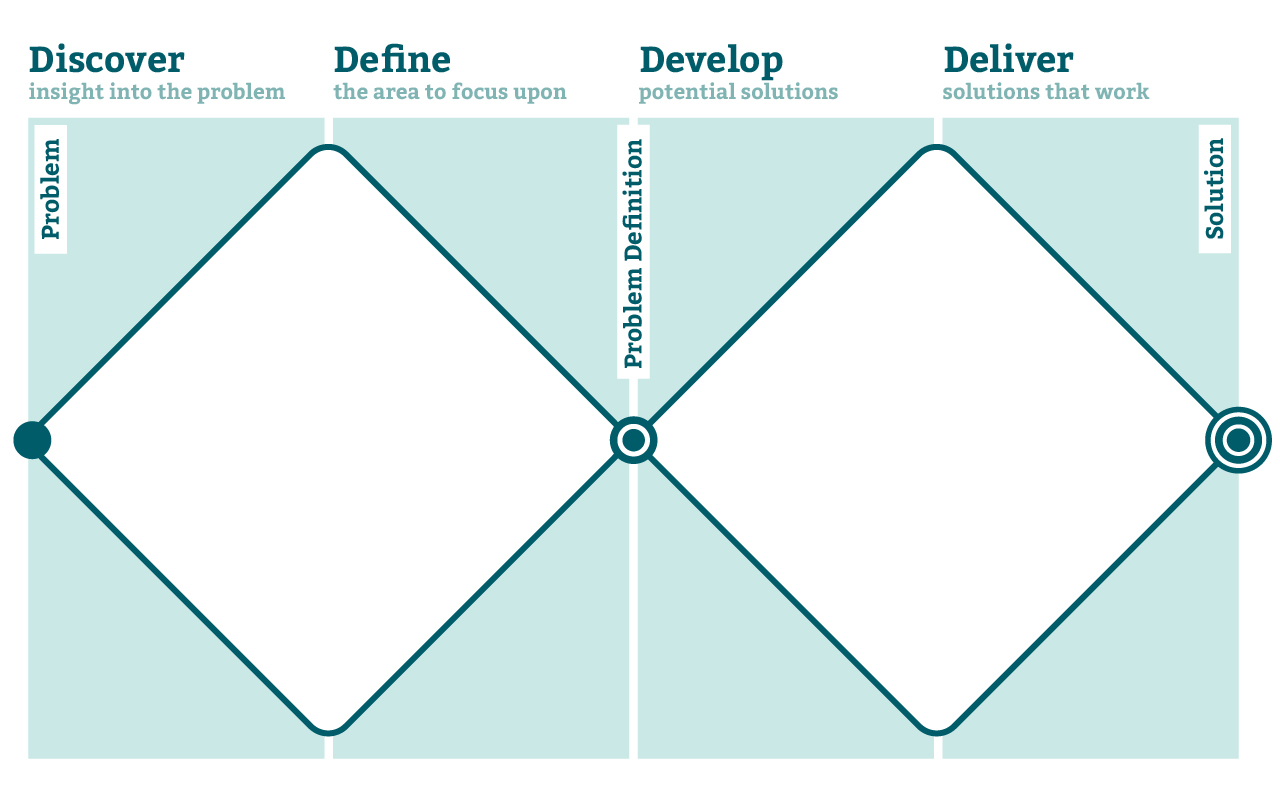 Discover
insight into the problem
Define
the area to focus upon
Develop
potential solutions
Deliver
solutions that work
Problem
Problem Definition
Solution